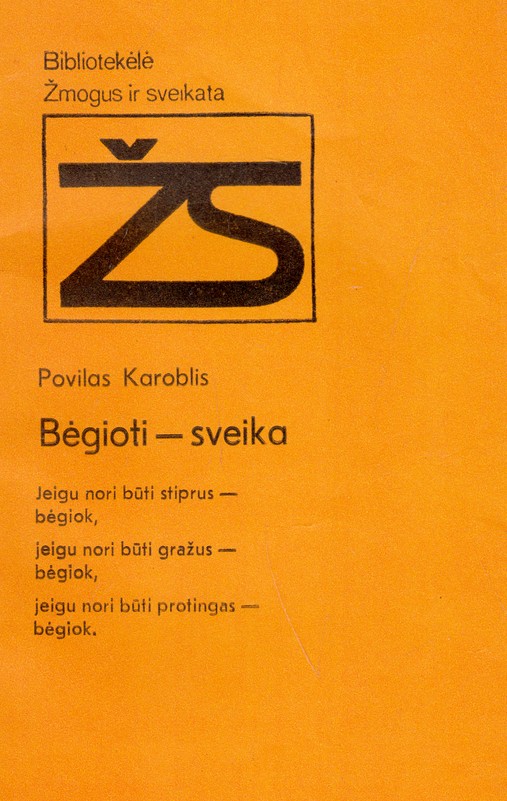 Bibliotekėlė
Žmogus ir sveikata
ŽS
Povilas Karoblis
Bėgioti — sveika
Jeigu nori būti stiprus —
bėgiok,
jeigu nori būti gražus —
bėgiok,
jeigu nori būti protingas —
bėgiok.